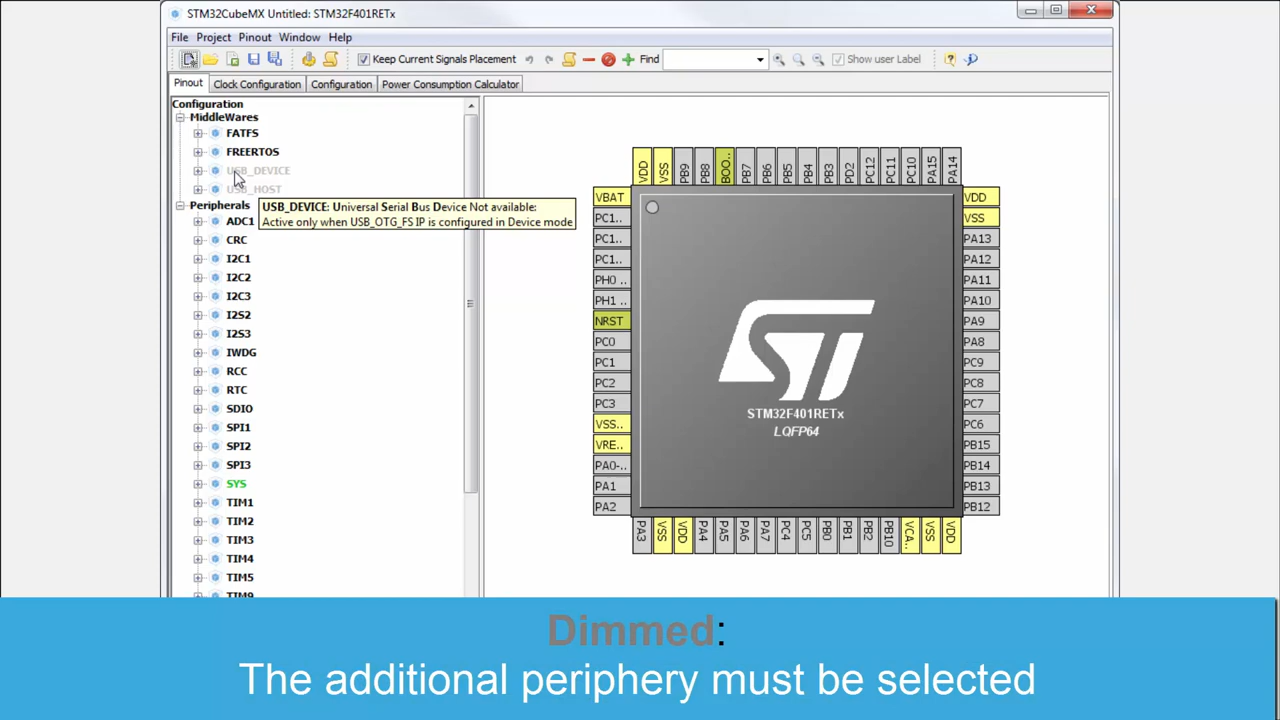 STM32CubeMX Untitled: STM32F401RETx
File Project Pinout Window Help
Keep Current Signals Placement Find Show user Label
Pinout Clock Configuration Configuration Power Consumption Calculator
Configuration
MiddleWares
FATFS
FREERTOS
USB_DEVICE
USB_HOST
USB_DEVICE: Universal Serial Bus Device Not available:
Active only when USB_OTG_FS IP is configured in Device mode
Peripherals
ADC1
CRC
I2C1
I2C2
I2C3
I2S2
I2S3
IWDG
RCC
RTC
SDIO
SPI1
SPI2
SPI3
SYS
TIM1
TIM2
TIM3
TIM4
TIM5
TIM9
VDD VSS PB9 PB8 BOO.. PB7 PB6 PB5 PB4 PB3 PD2 PC12 PC11 PC10 PA15 PA14
VBAT
PC1..
PC1..
PC1..
PH0 ..
PH1 ..
NRST
PC0
PC1
PC2
PC3
VSS..
VRE..
PA0-..
PA1
PA2
ST
STM32F401RETx
LQFP64
VDD
VSS
PA13
PA12
PA11
PA10
PA9
PA8
PC9
PC8
PC7
PC6
PB15
PB14
PB13
PB12
PA3 VSS VDD PA4 PA5 PA6 PA7 PC4 PC5 PB0 PB1 PB2 PB10 VCA.. VSS VDD
Dimmed:
The additional periphery must be selected